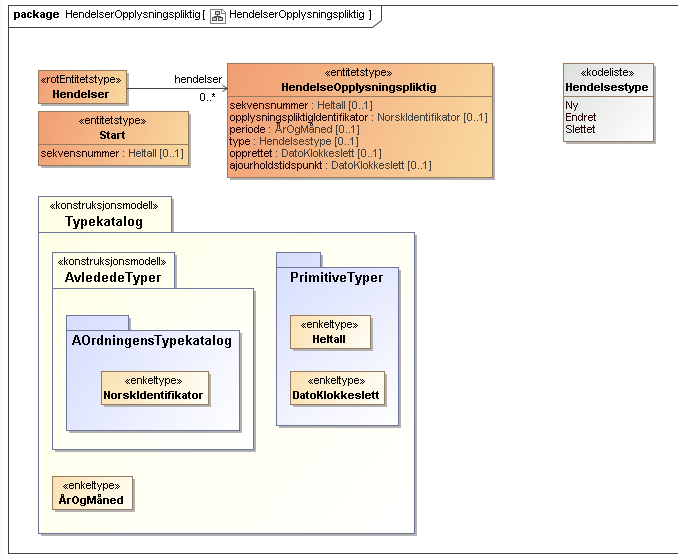 package HendelserOpplysningspliktig [ HendelserOpplysningspliktig ]
«rotEntitetstype»
Hendelser
hendelser
0..*
«entitetstype»
HendelseOpplysningspliktig
sekvensnummer : Heltall [0..1]
opplysningspliktigIdentifikator : NorskIdentifikator [0..1]
periode : ÅrOgMåned [0..1]
type : Hendelsestype [0..1]
opprettet : DatoKlokkeslett [0..1]
ajourholdstidspunkt : DatoKlokkeslett [0..1]
«kodeliste»
Hendelsestype
Ny
Endret
Slettet
«entitetstype»
Start
sekvensnummer : Heltall [0..1]
«konstruksjonsmodell»
Typekatalog
«konstruksjonsmodell»
AvlededeTyper
AOrdningensTypekatalog
«enkeltype»
NorskIdentifikator
PrimitiveTyper
«enkeltype»
Heltall
«enkeltype»
DatoKlokkeslett
«enkeltype»
ÅrOgMåned